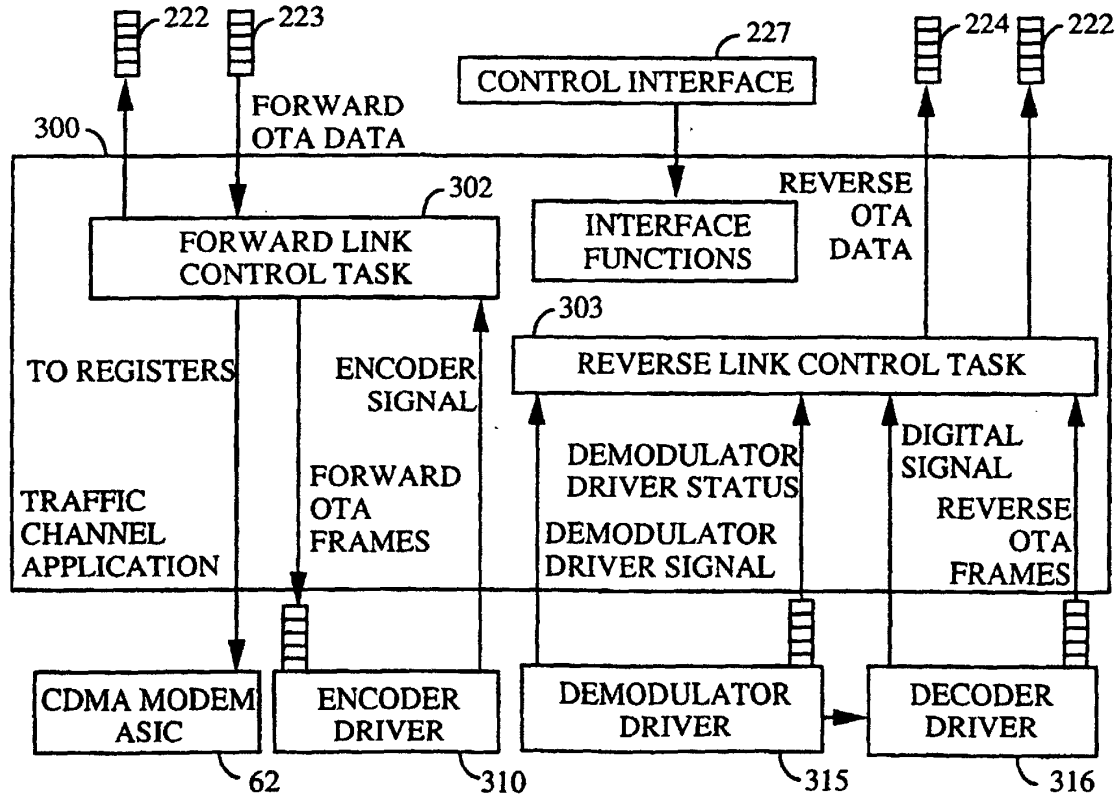 222
223
224
222
227
CONTROL INTERFACE
FORWARD
OTA DATA
300
302
FORWARD LINK
CONTROL TASK
INTERFACE
FUNCTIONS
REVERSE
OTA
DATA
303
REVERSE LINK CONTROL TASK
TO REGISTERS
ENCODER
SIGNAL
FORWARD
OTA
FRAMES
TRAFFIC
CHANNEL
APPLICATION
DEMODULATOR
DRIVER STATUS
DEMODULATOR
DRIVER SIGNAL
DIGITAL
SIGNAL
REVERSE
OTA
FRAMES
CDMA MODEM
ASIC
ENCODER
DRIVER
DEMODULATOR
DRIVER
DECODER
DRIVER
62
310
315
316